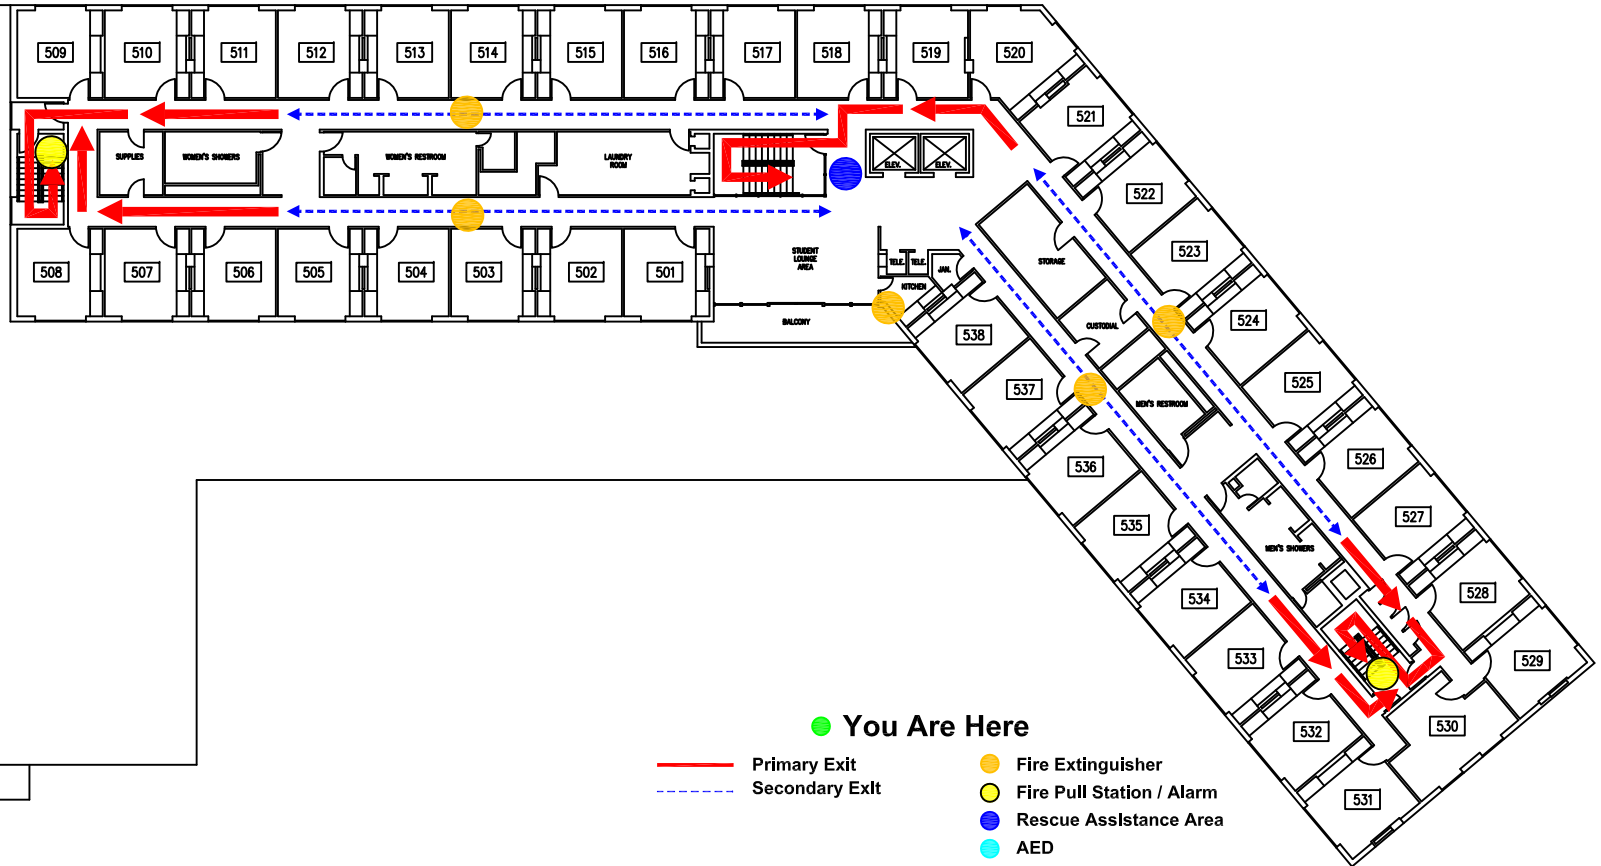 509 510 511 512 513 514 515 516 517 518 519 520
521
SUPPLIES WOMEN'S SHOWERS WOMEN'S RESTROOM LAUNDRY
ROOM
ELEV. ELEV.
522
523
508 507 506 505 504 503 502 501
STUDENT
LOUNGE
AREA
TELE. TELE. JAN.
KITCHEN
STORAGE
BALCONY
CUSTODIAL
524
538
525
537
MEN'S RESTROOM
526
536
527
535
MEN'S SHOWERS
528
534
529
533
530
532
531
You Are Here
Primary Exit
Secondary Exit
Fire Extinguisher
Fire Pull Station / Alarm
Rescue Assistance Area
AED